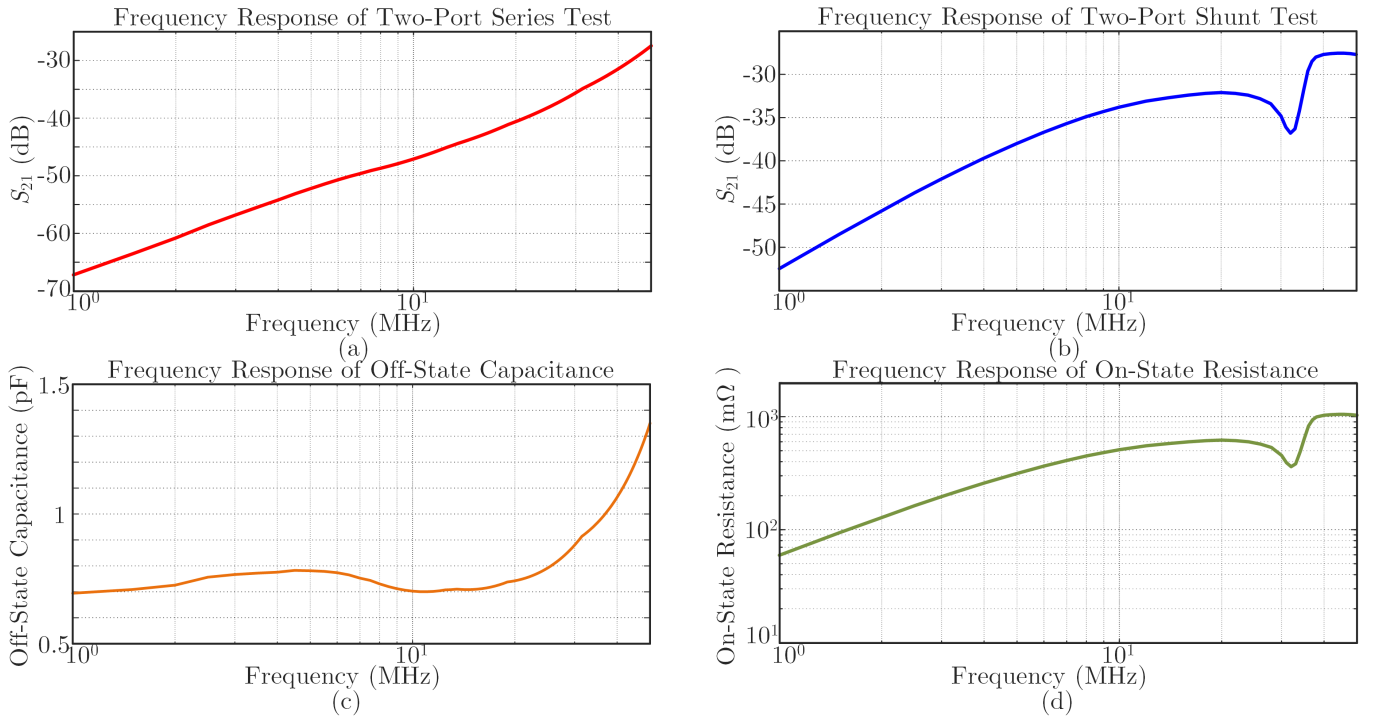 Frequency Response of Two-Port Series Test
S21 (dB)
-30
-40
-50
-60
-70
10^0
10^1
Frequency (MHz)
(a)
Frequency Response of Two-Port Shunt Test
S21 (dB)
-30
-35
-40
-45
-50
10^0
10^1
Frequency (MHz)
(b)
Frequency Response of Off-State Capacitance
Off-State Capacitance (pF)
1.5
1
0.5
10^0
10^1
Frequency (MHz)
(c)
Frequency Response of On-State Resistance
On-State Resistance (mΩ )
10^3
10^2
10^1
10^0
10^1
Frequency (MHz)
(d)